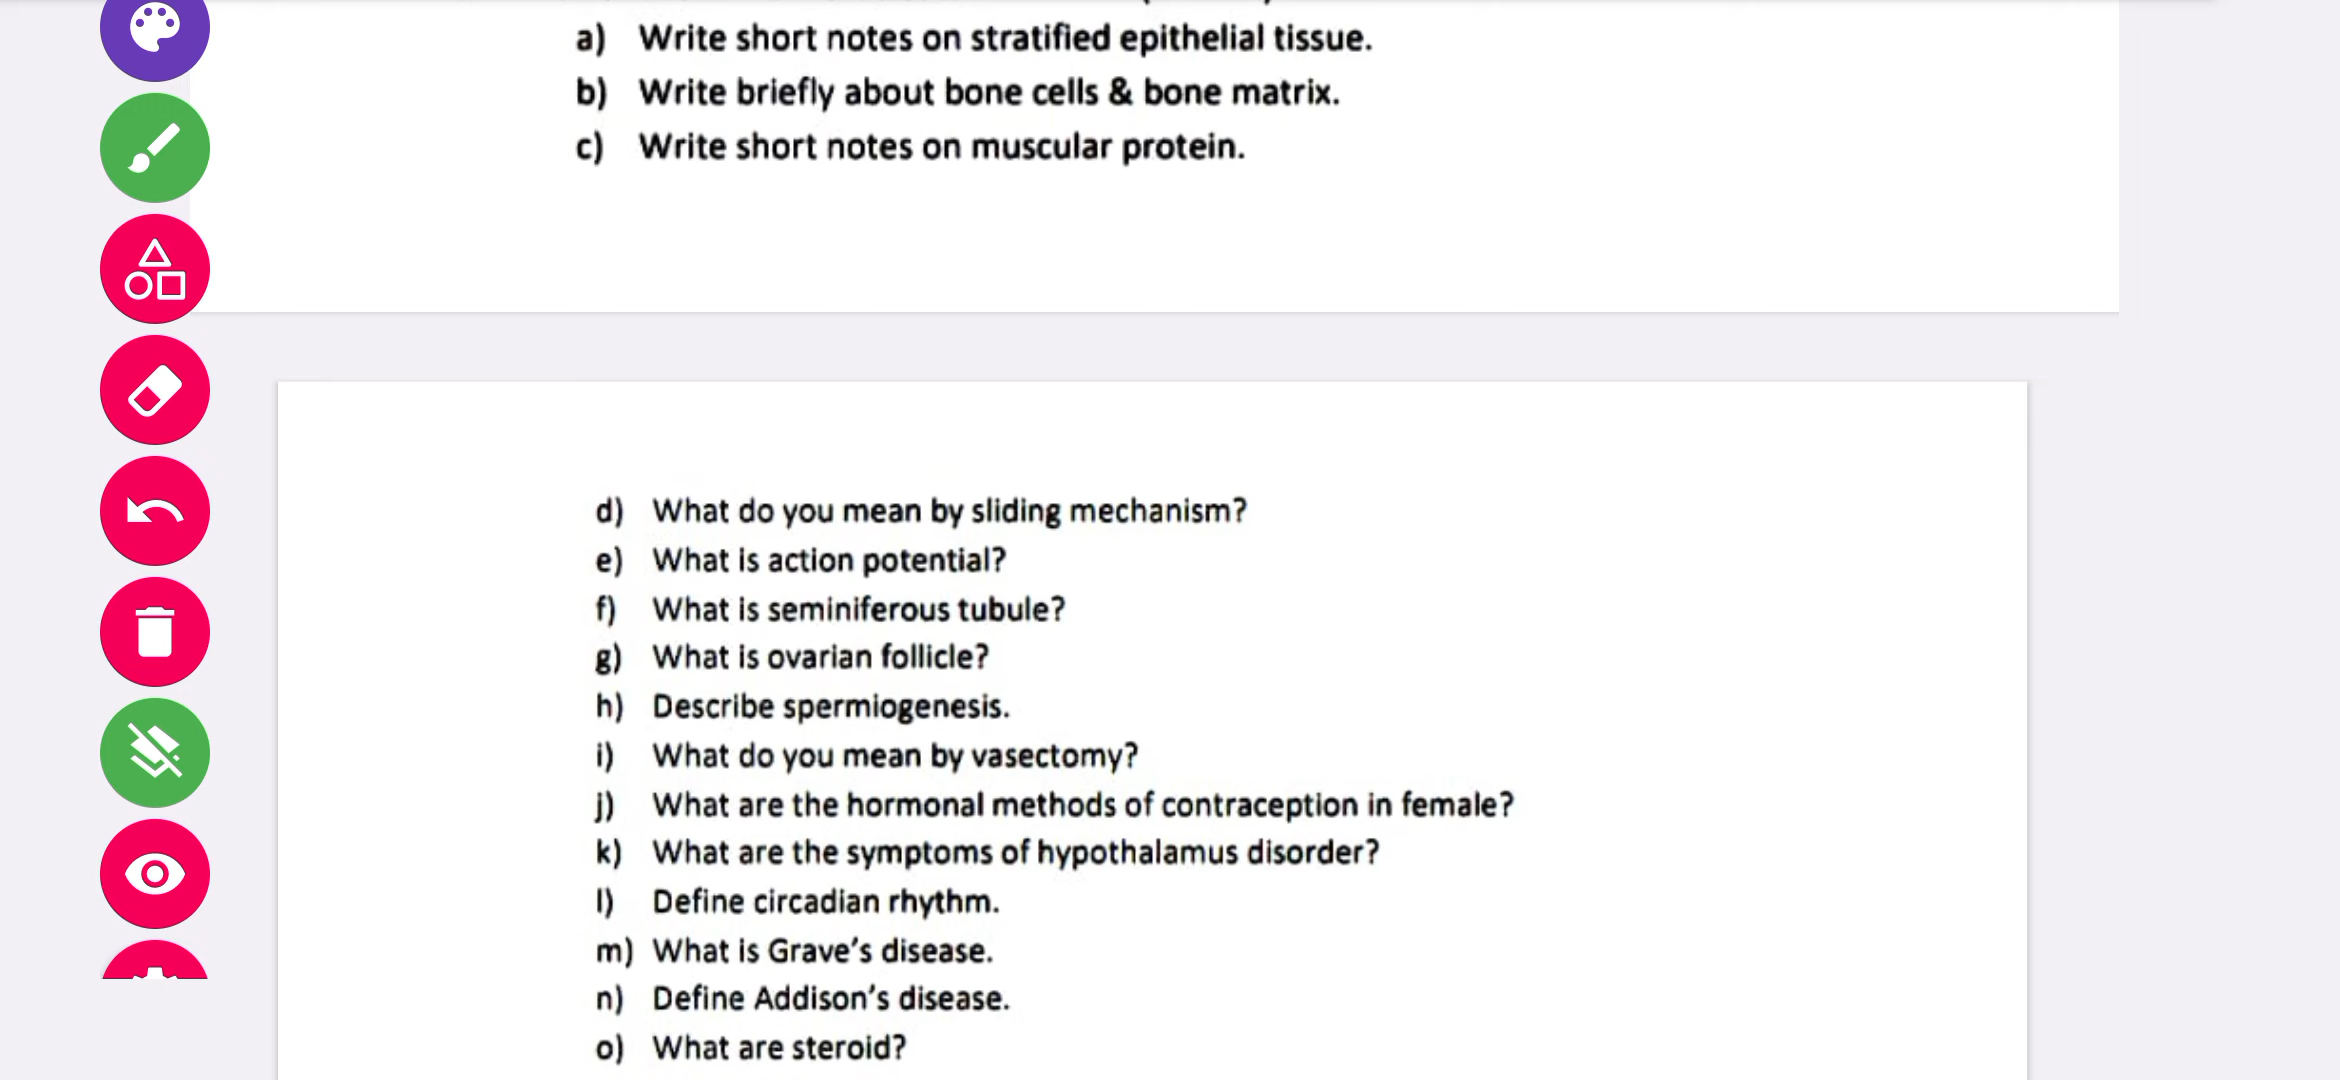 a) Write short notes on stratified epithelial tissue.
b) Write briefly about bone cells & bone matrix.
c) Write short notes on muscular protein.
d) What do you mean by sliding mechanism?
e) What is action potential?
f) What is seminiferous tubule?
g) What is ovarian follicle?
h) Describe spermiogenesis.
i) What do you mean by vasectomy?
j) What are the hormonal methods of contraception in female?
k) What are the symptoms of hypothalamus disorder?
l) Define circadian rhythm.
m) What is Grave's disease.
n) Define Addison's disease.
o) What are steroid?